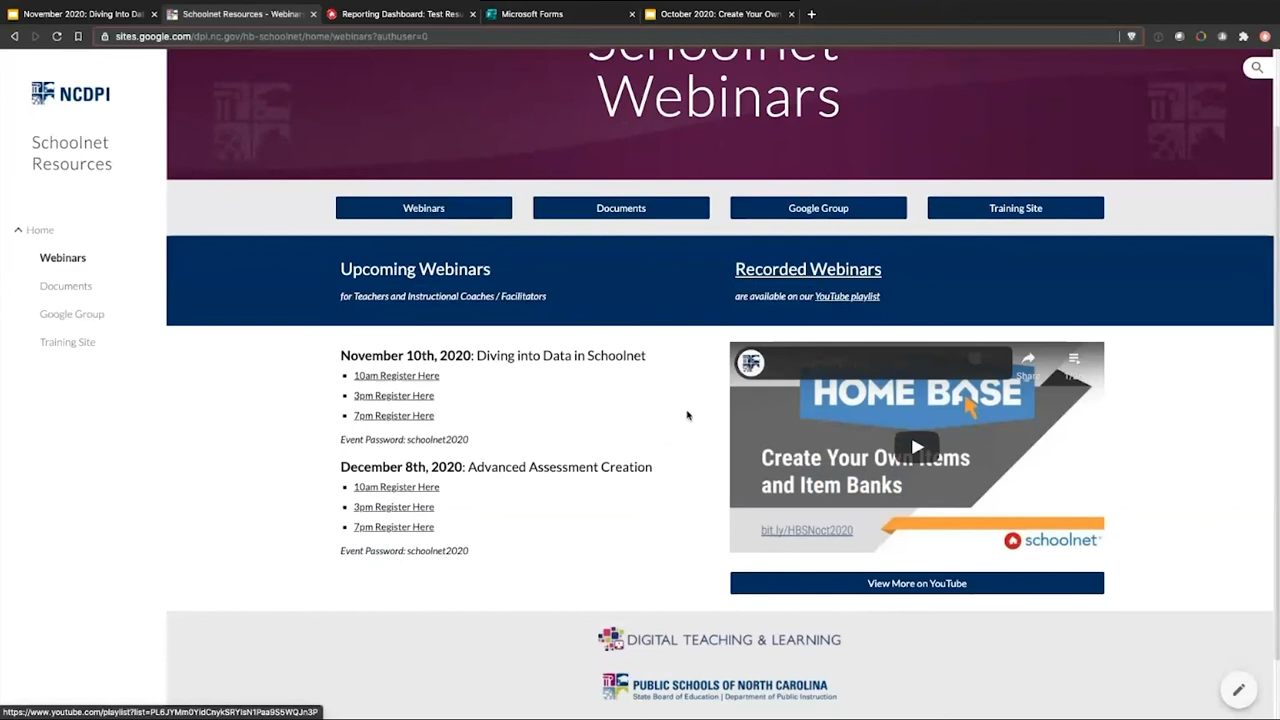 November 2020: Diving Into Da
Schoolnet Resources - Webinar
Reporting Dashboard: Test Resu
Microsoft Forms
October 2020: Create Your Own
sites.google.com/dpi.nc.gov/hb-schoolnet/home/webinars?authuser=0
NCDPI
Schoolnet
Resources
Home
Webinars
Documents
Google Group
Training Site
Schoolnet
Webinars
Webinars
Documents
Google Group
Training Site
Upcoming Webinars
for Teachers and Instructional Coaches / Facilitators
Recorded Webinars
are available on our YouTube playlist
November 10th, 2020: Diving into Data in Schoolnet
10am Register Here
3pm Register Here
7pm Register Here
Event Password: schoolnet2020
December 8th, 2020: Advanced Assessment Creation
10am Register Here
3pm Register Here
7pm Register Here
Event Password: schoolnet2020
Share
HOME BASE
Create Your Own Items
and Item Banks
bit.ly/HBSNoct2020
schoolnet
View More on YouTube
DIGITAL TEACHING & LEARNING
PUBLIC SCHOOLS OF NORTH CAROLINA
State Board of Education | Department of Public Instruction